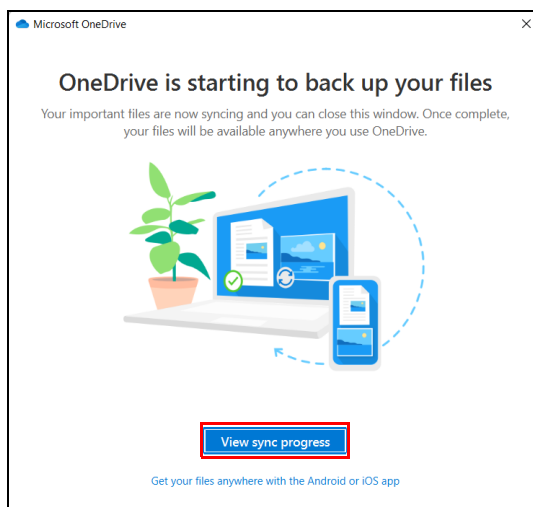 Microsoft OneDrive
OneDrive is starting to back up your files
Your important files are now syncing and you can close this window. Once complete,
your files will be available anywhere you use OneDrive.
View sync progress
Get your files anywhere with the Android or iOS app